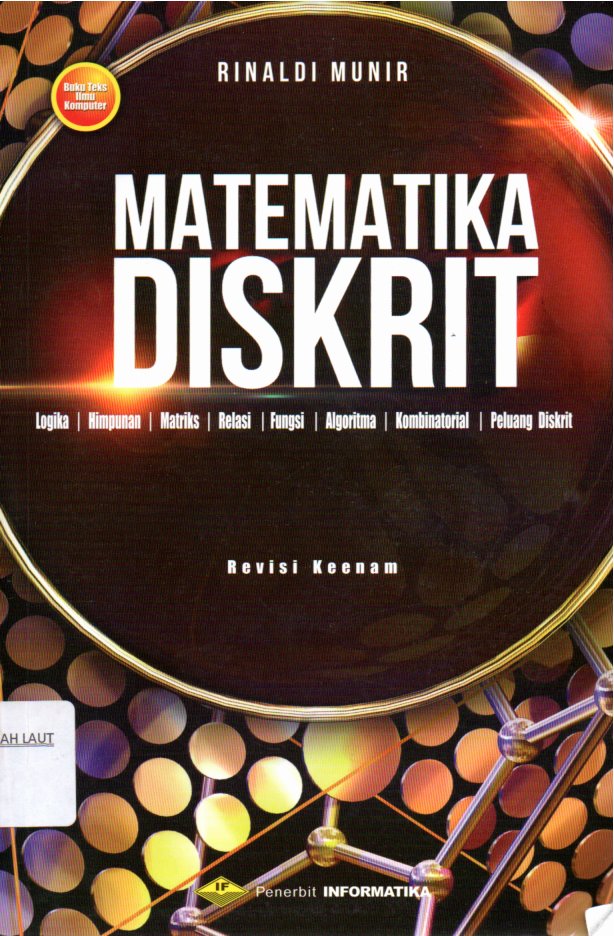 RINALDI MUNIR
Buku Teks
Ilmu
Komputer
MATEMATIKA
DISKRIT
Logika | Himpunan | Matriks | Relasi | Fungsi | Algoritma | Kombinatorial | Peluang Diskrit
Revisi Keenam
AH LAUT
IF
Penerbit INFORMATIKA